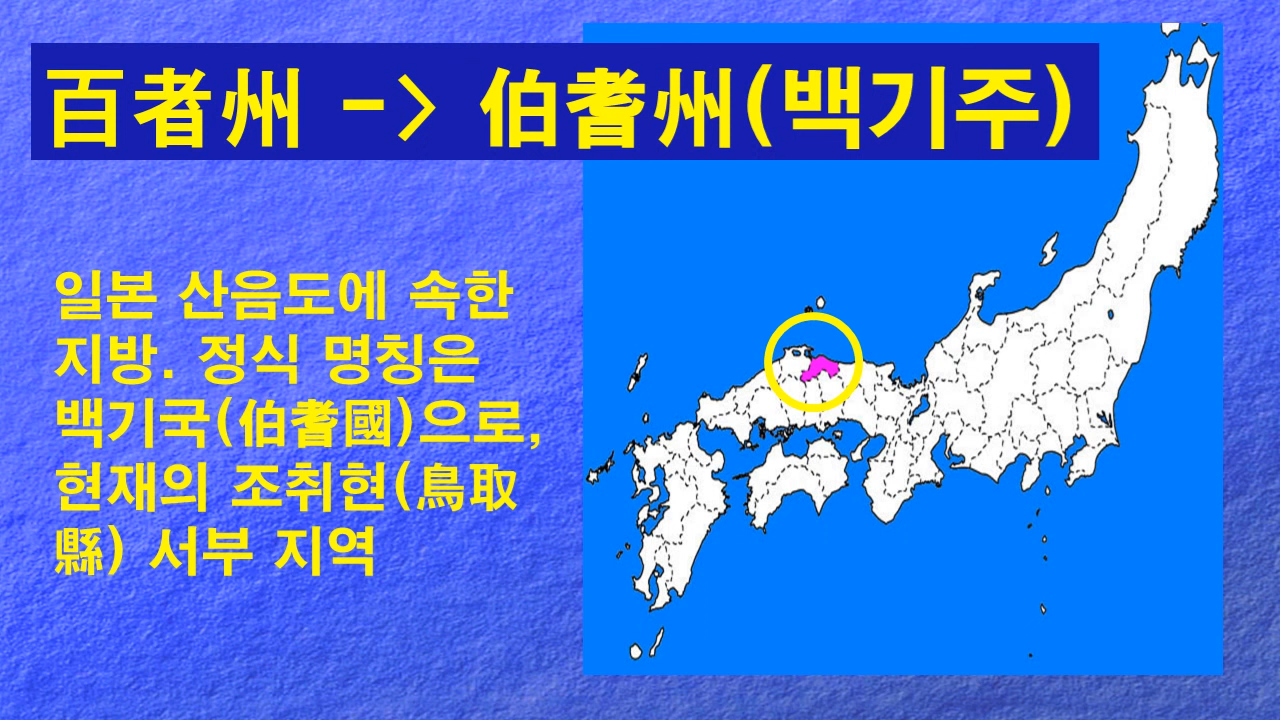 百者州 -> 伯耆州(백기주)
일본 산음도에 속한
지방. 정식 명칭은
백기국(伯耆國)으로,
현재의 조취현(鳥取
縣) 서부 지역